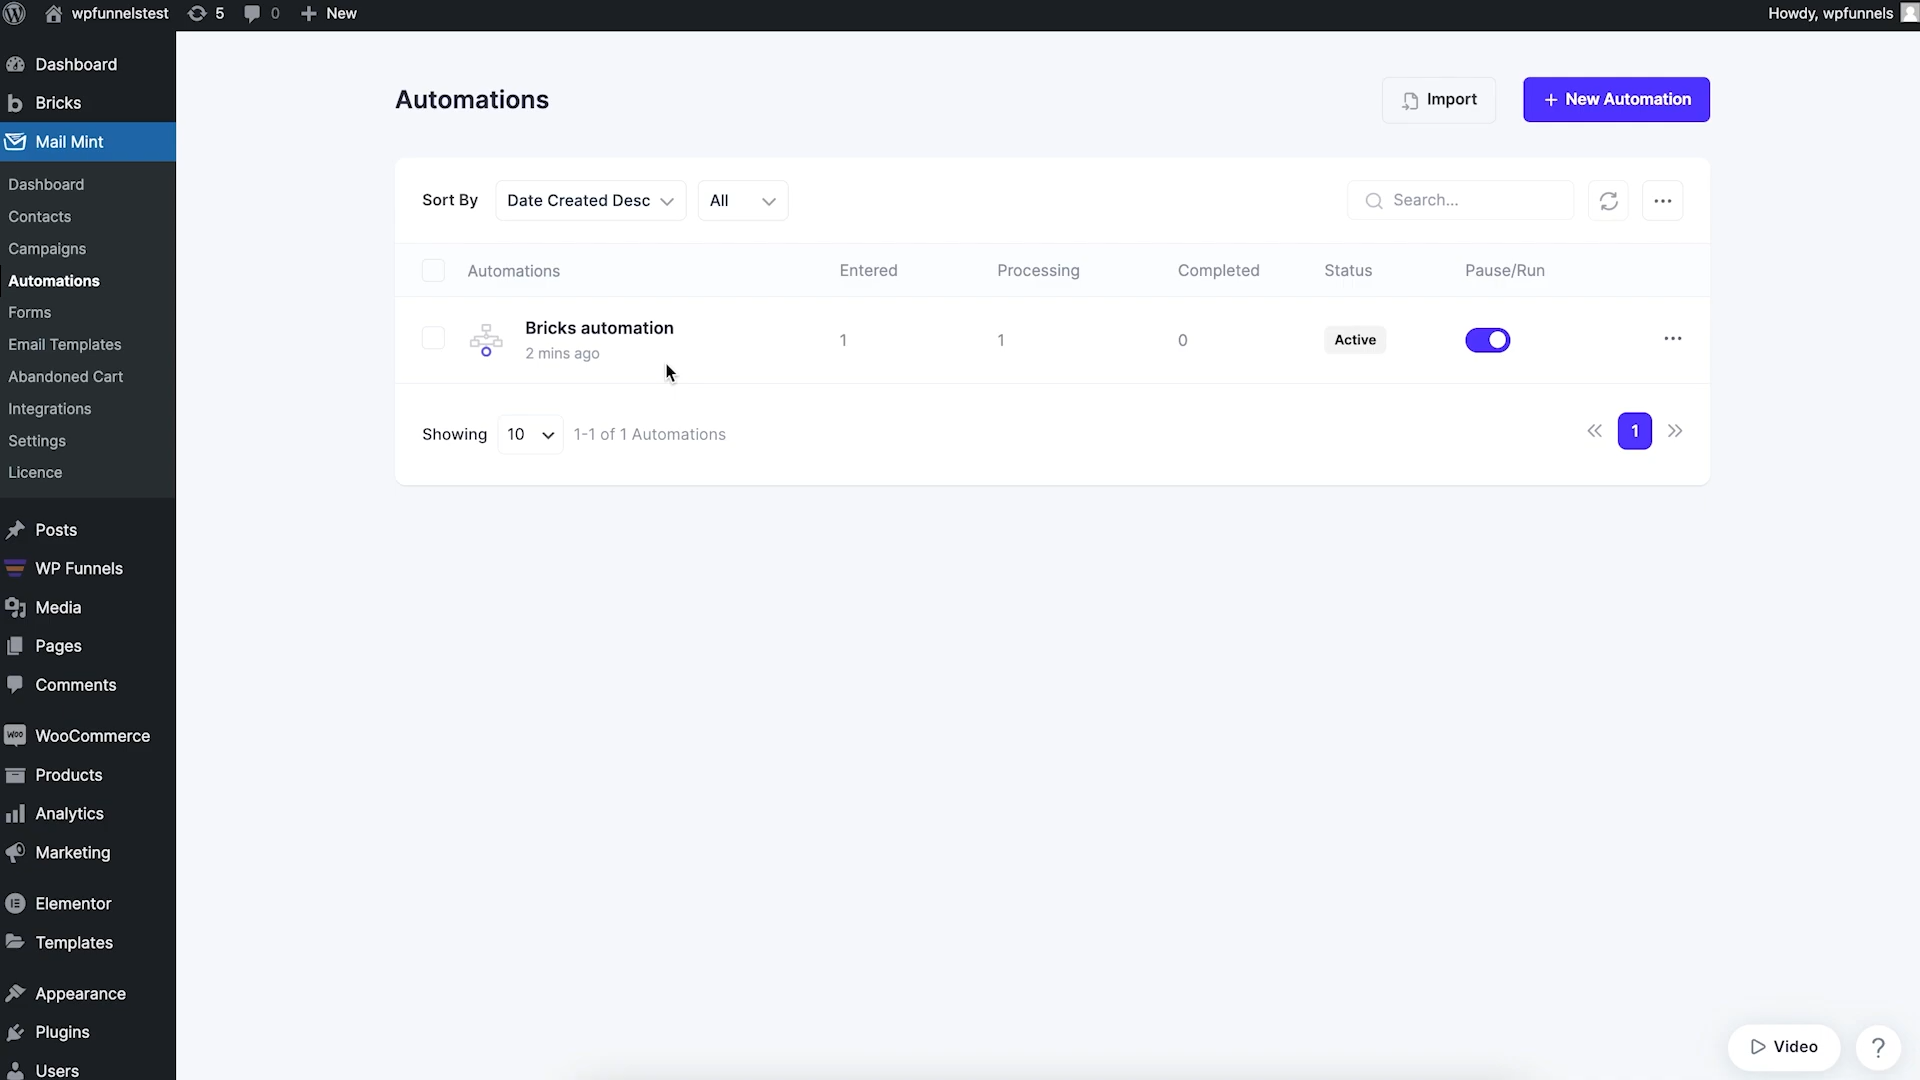 wpfunnelstest 5 0 + New Howdy, wpfunnels
Dashboard
Bricks
Mail Mint
Dashboard
Contacts
Campaigns
Automations
Forms
Email Templates
Abandoned Cart
Integrations
Settings
Licence
Posts
WP Funnels
Media
Pages
Comments
WooCommerce
Products
Analytics
Marketing
Elementor
Templates
Appearance
Plugins
Users
Automations Import + New Automation
Sort By Date Created Desc All Search... ...
Automations Entered Processing Completed Status Pause/Run
Bricks automation 1 1 0 Active ...
2 mins ago
Showing 10 1-1 of 1 Automations « 1 »
Video ?